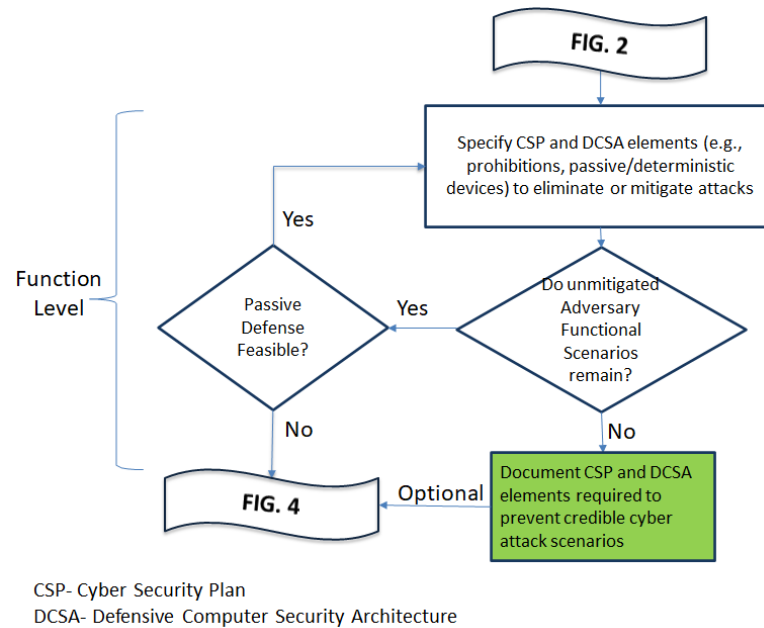 FIG. 2
Specify CSP and DCSA elements (e.g.,
prohibitions, passive/deterministic
devices) to eliminate or mitigate attacks
Yes
Function
Level
Passive
Defense
Feasible?
Yes
Do unmitigated
Adversary
Functional
Scenarios
remain?
No
No
FIG. 4
Optional
Document CSP and DCSA
elements required to
prevent credible cyber
attack scenarios
CSP- Cyber Security Plan
DCSA- Defensive Computer Security Architecture